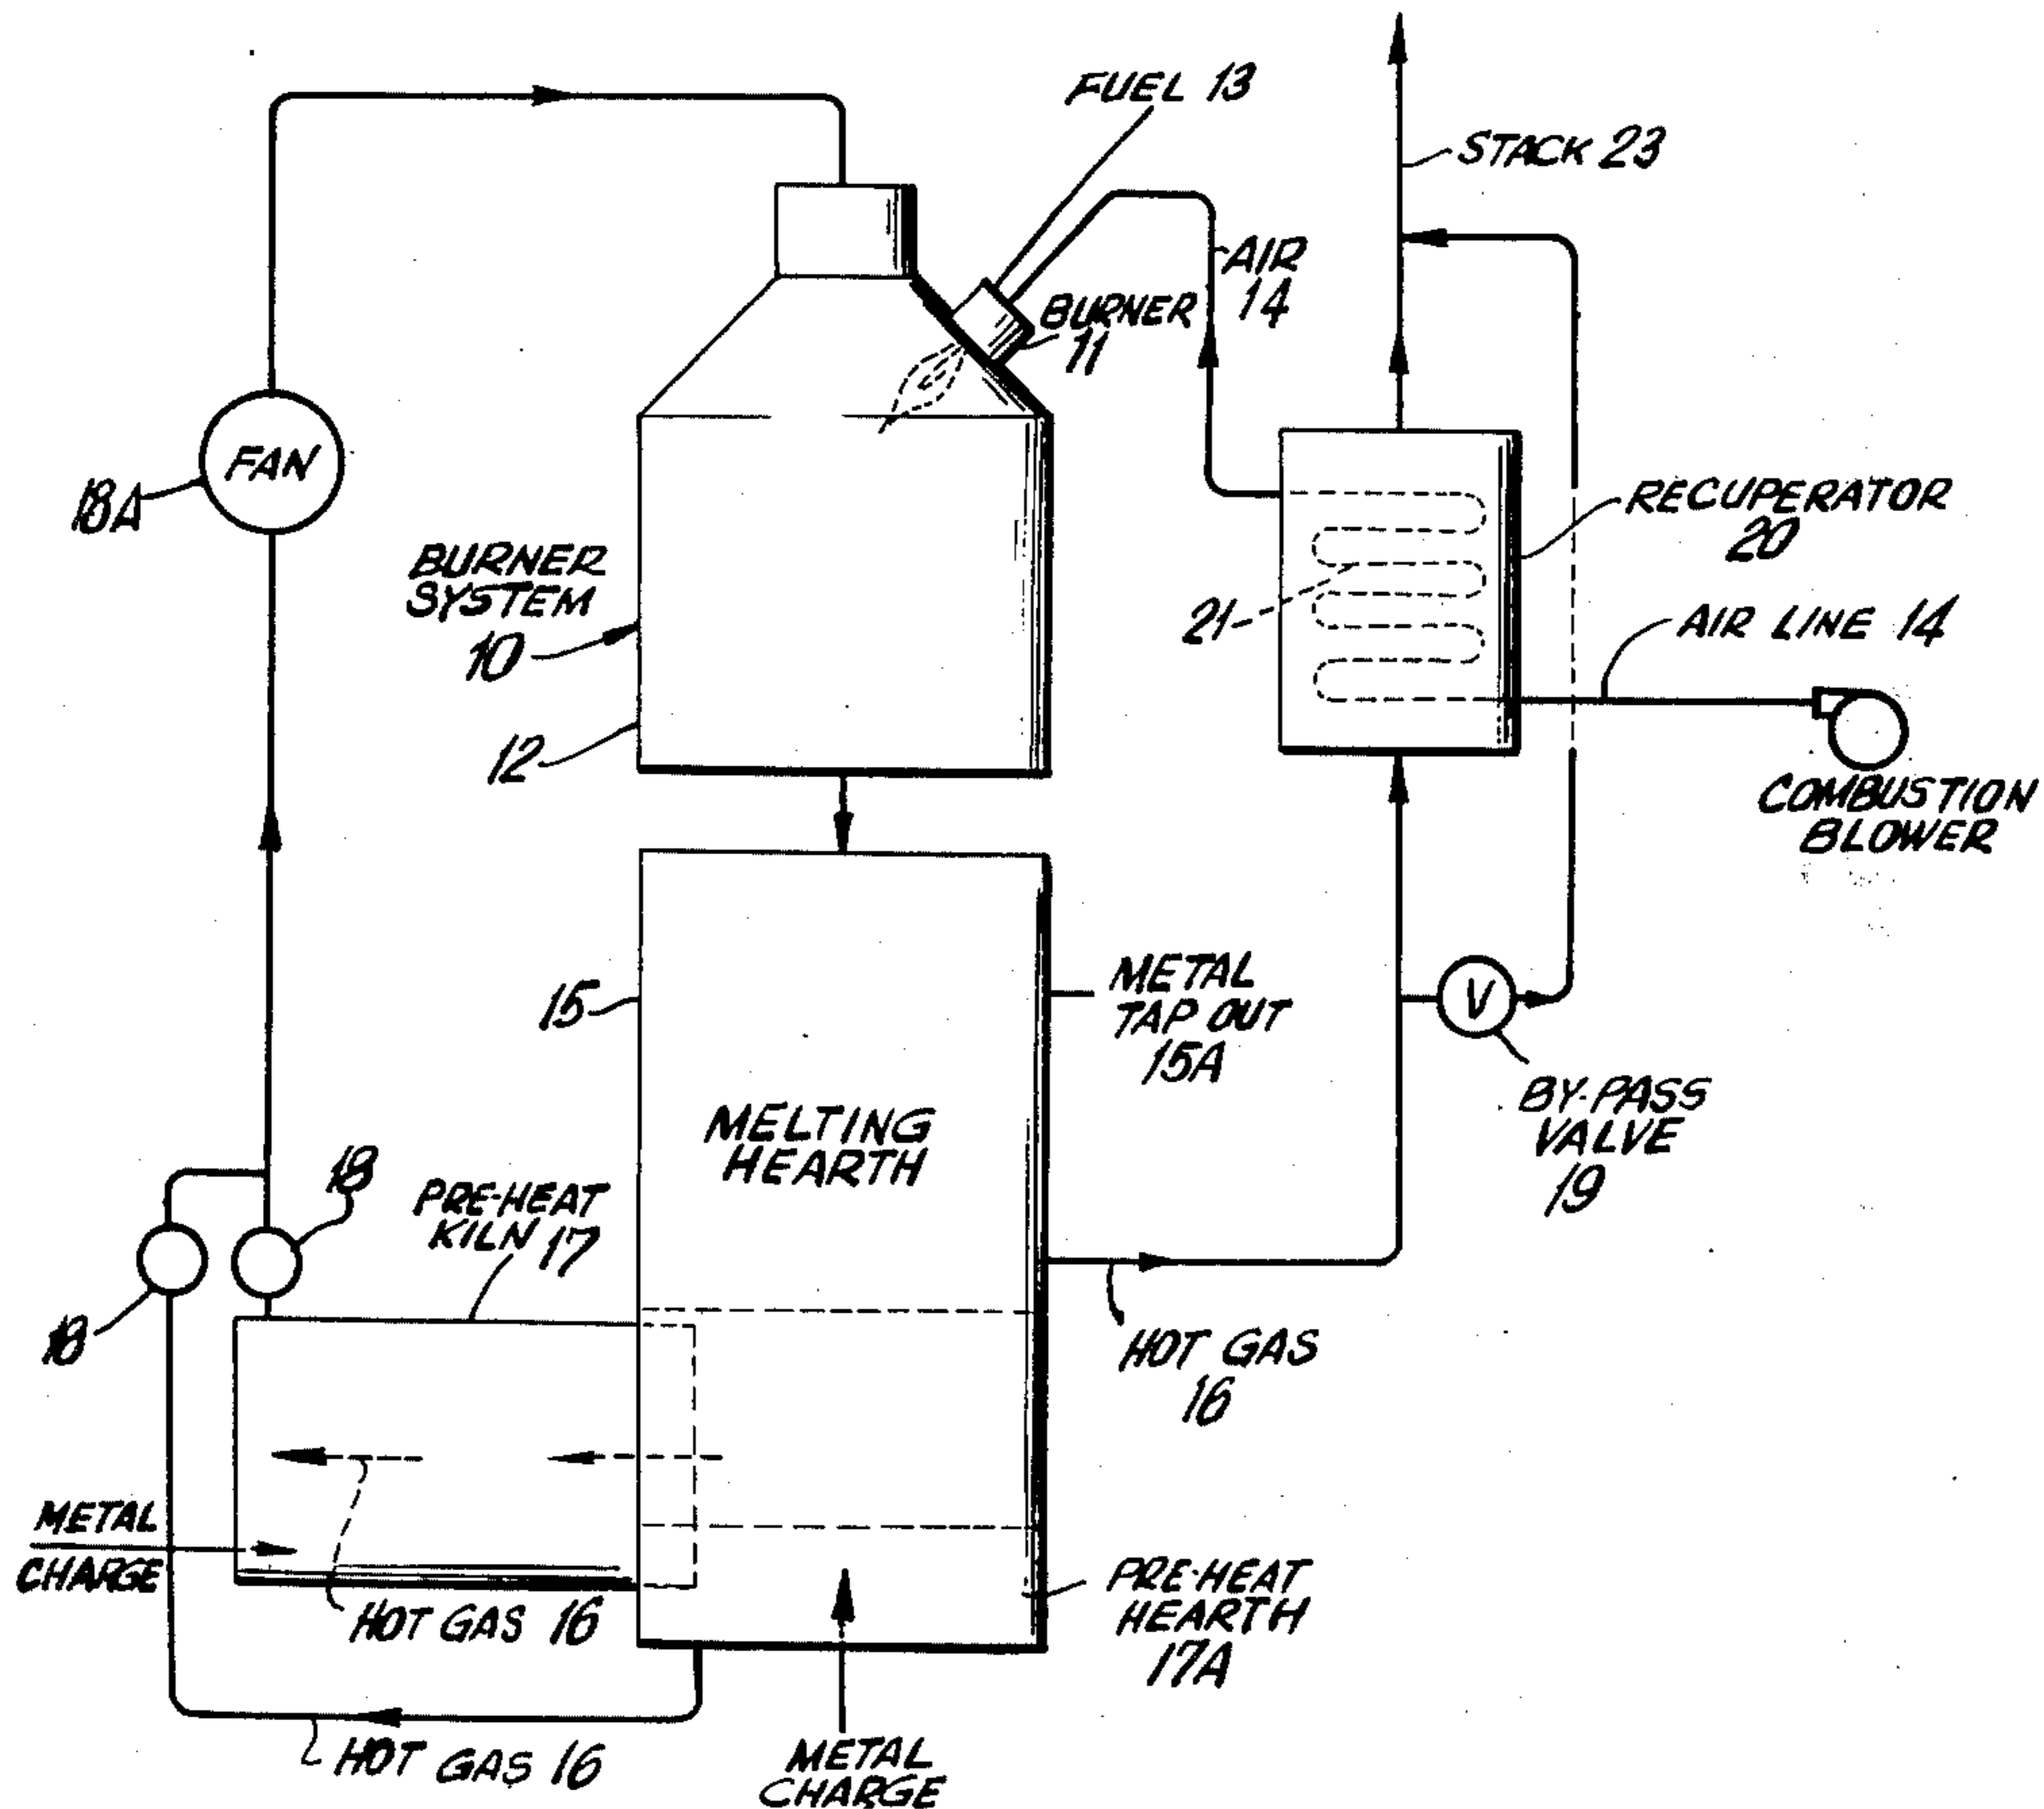 FUEL 13
STACK 23
AIR
14
BURNER
11
FAN
18A
RECUPERATOR
20
BURNER
SYSTEM
10
21
AIR LINE 14
12
COMBUSTION
BLOWER
15
METAL
TAP OUT
15A
V
BY-PASS
VALVE
19
MELTING
HEARTH
18
PRE-HEAT
KILN 17
18
HOT GAS
16
METAL
CHARGE
HOT GAS 16
PRE-HEAT
HEARTH
17A
HOT GAS 16
METAL
CHARGE